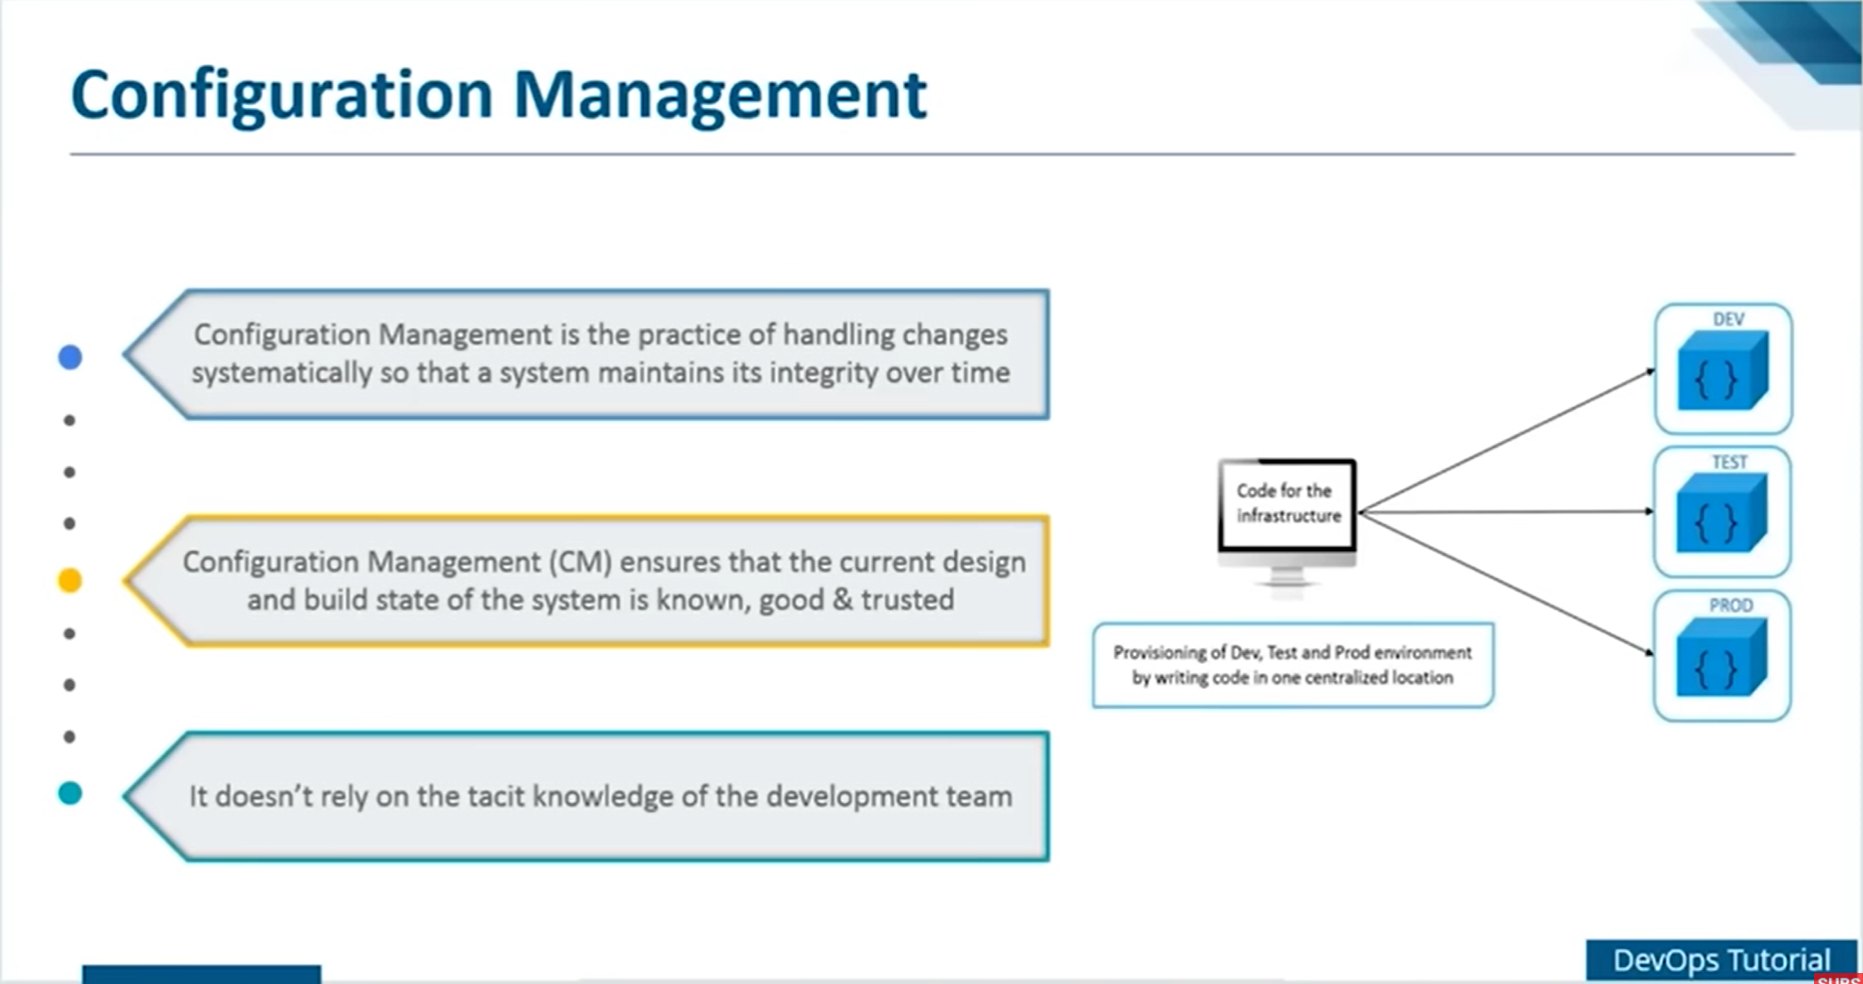 Configuration Management
Configuration Management is the practice of handling changes
systematically so that a system maintains its integrity over time
Configuration Management (CM) ensures that the current design
and build state of the system is known, good & trusted
It doesn't rely on the tacit knowledge of the development team
Code for the
infrastructure
Provisioning of Dev, Test and Prod environment
by writing code in one centralized location
DEV
{ }
TEST
{ }
PROD
{ }
DevOps Tutorial
SUBS